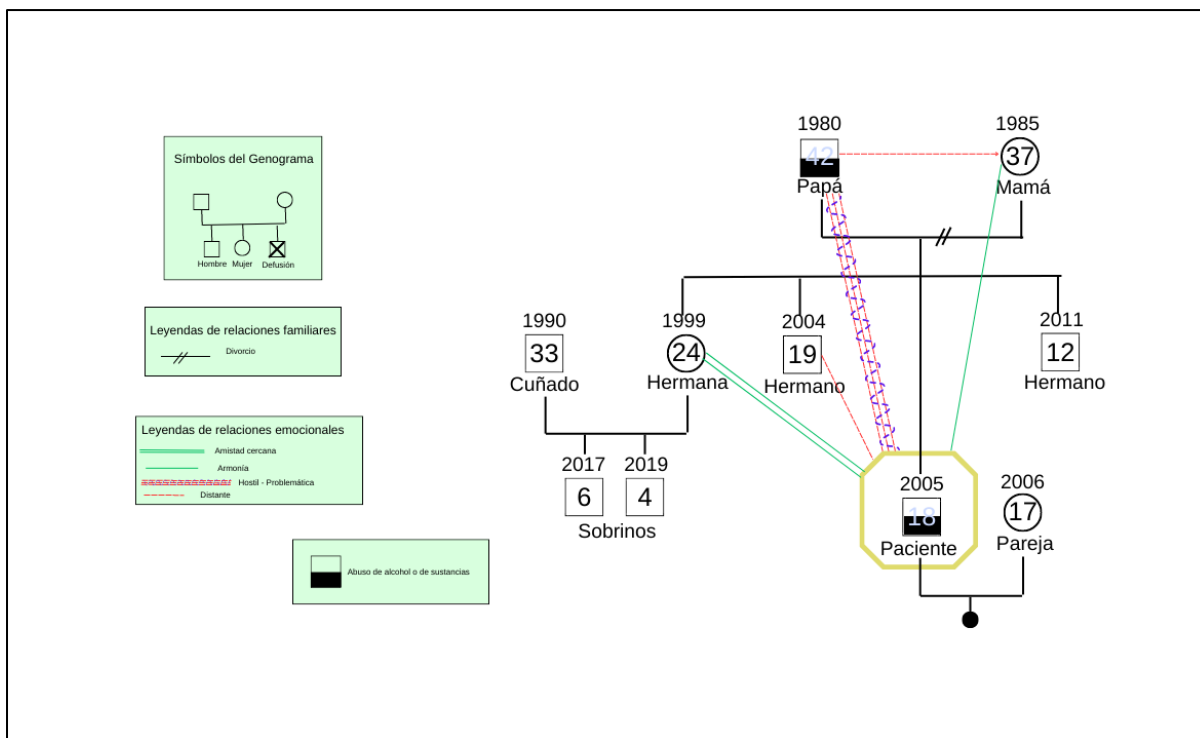 Símbolos del Genograma
Hombre Mujer Defusión
Leyendas de relaciones familiares
Divorcio
Leyendas de relaciones emocionales
Amistad cercana
Armonía
Hostil - Problemática
Distante
Abuso de alcohol o de sustancias
1980 1985
42 37
Papá Mamá
1990 1999 2004 2011
33 24 19 12
Cuñado Hermana Hermano Hermano
2017 2019 2005 2006
6 4 18 17
Sobrinos Paciente Pareja